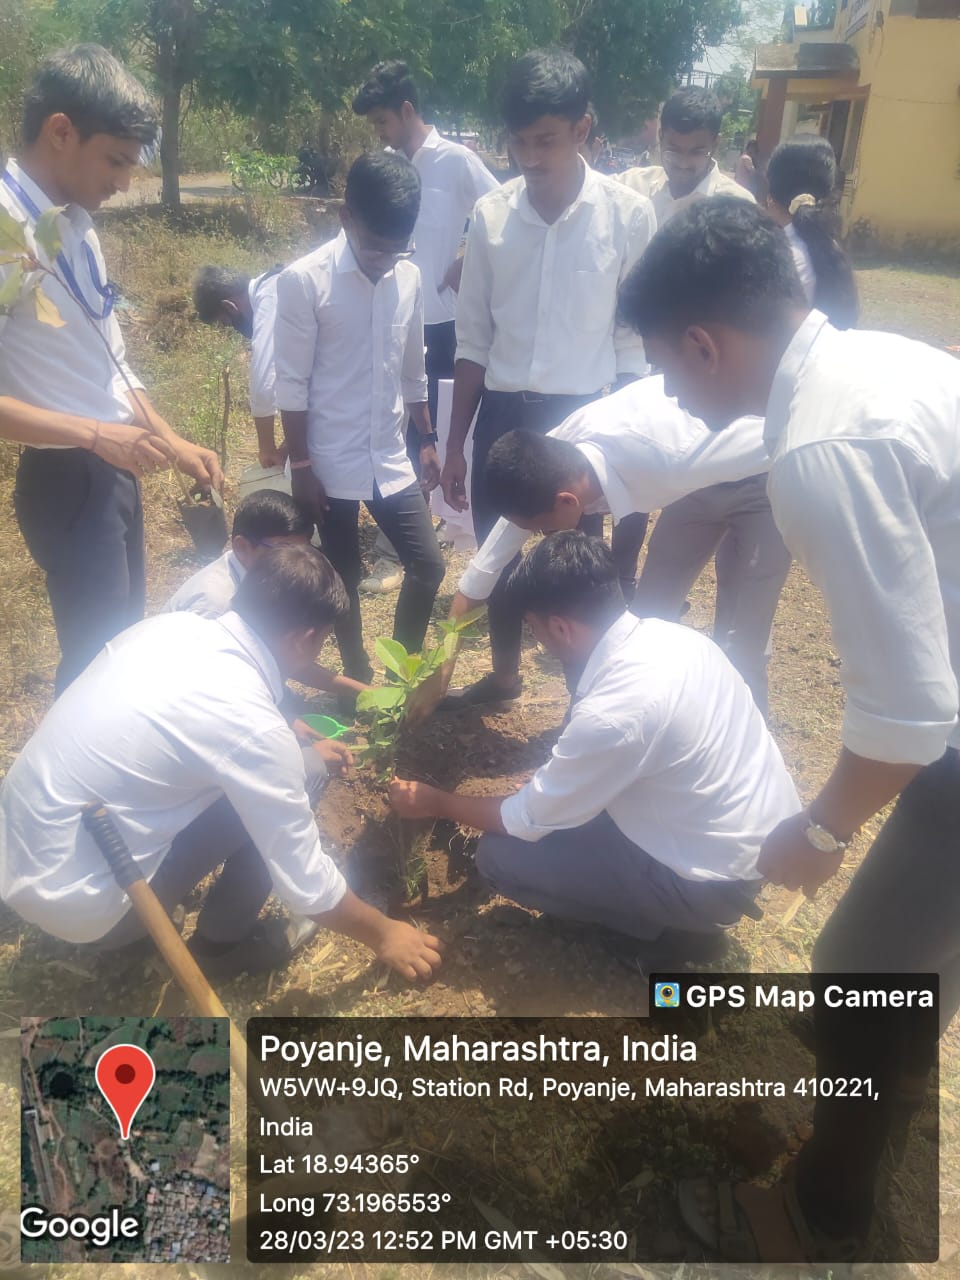 GPS Map Camera
Poyanje, Maharashtra, India
W5VW+9JQ, Station Rd, Poyanje, Maharashtra 410221,
India
Lat 18.94365°
Long 73.196553°
28/03/23 12:52 PM GMT +05:30
Google